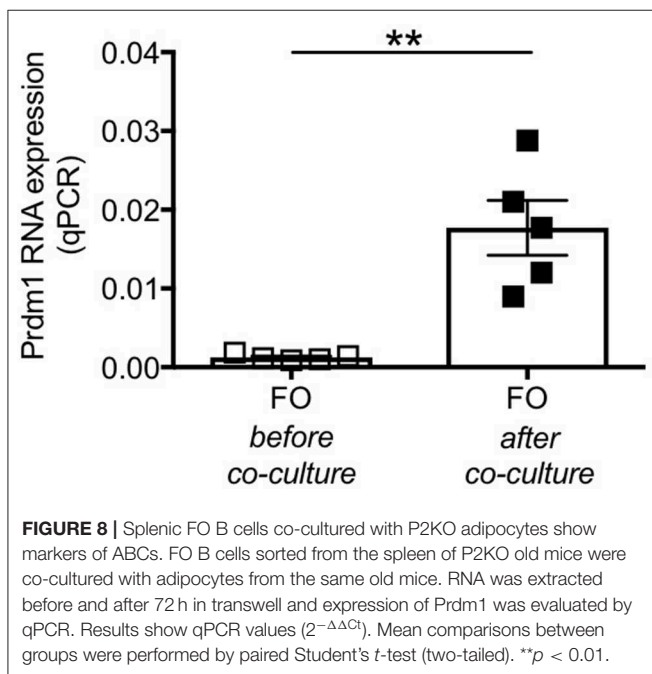 **
0.04
0.03
0.02
0.01
0.00
Prdm1 RNA expression
(qPCR)
FO
before
co-culture
FO
after
co-culture
FIGURE 8 | Splenic FO B cells co-cultured with P2KO adipocytes show
markers of ABCs. FO B cells sorted from the spleen of P2KO old mice were
co-cultured with adipocytes from the same old mice. RNA was extracted
before and after 72 h in transwell and expression of Prdm1 was evaluated by
qPCR. Results show qPCR values (2−ΔΔCt). Mean comparisons between
groups were performed by paired Student's t-test (two-tailed). **p < 0.01.